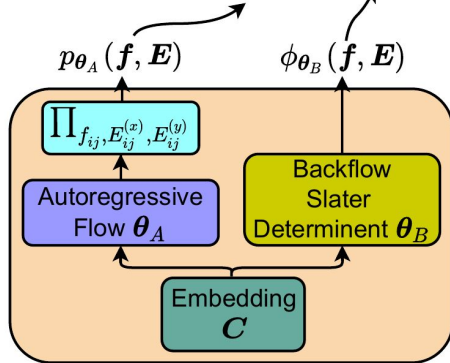 p_{θ_A}(f, E)
ϕ_{θ_B}(f, E)
∏_{f_{ij}, E_{ij}^{(x)}, E_{ij}^{(y)}}
Autoregressive
Flow θ_A
Backflow
Slater
Determinent θ_B
Embedding
C